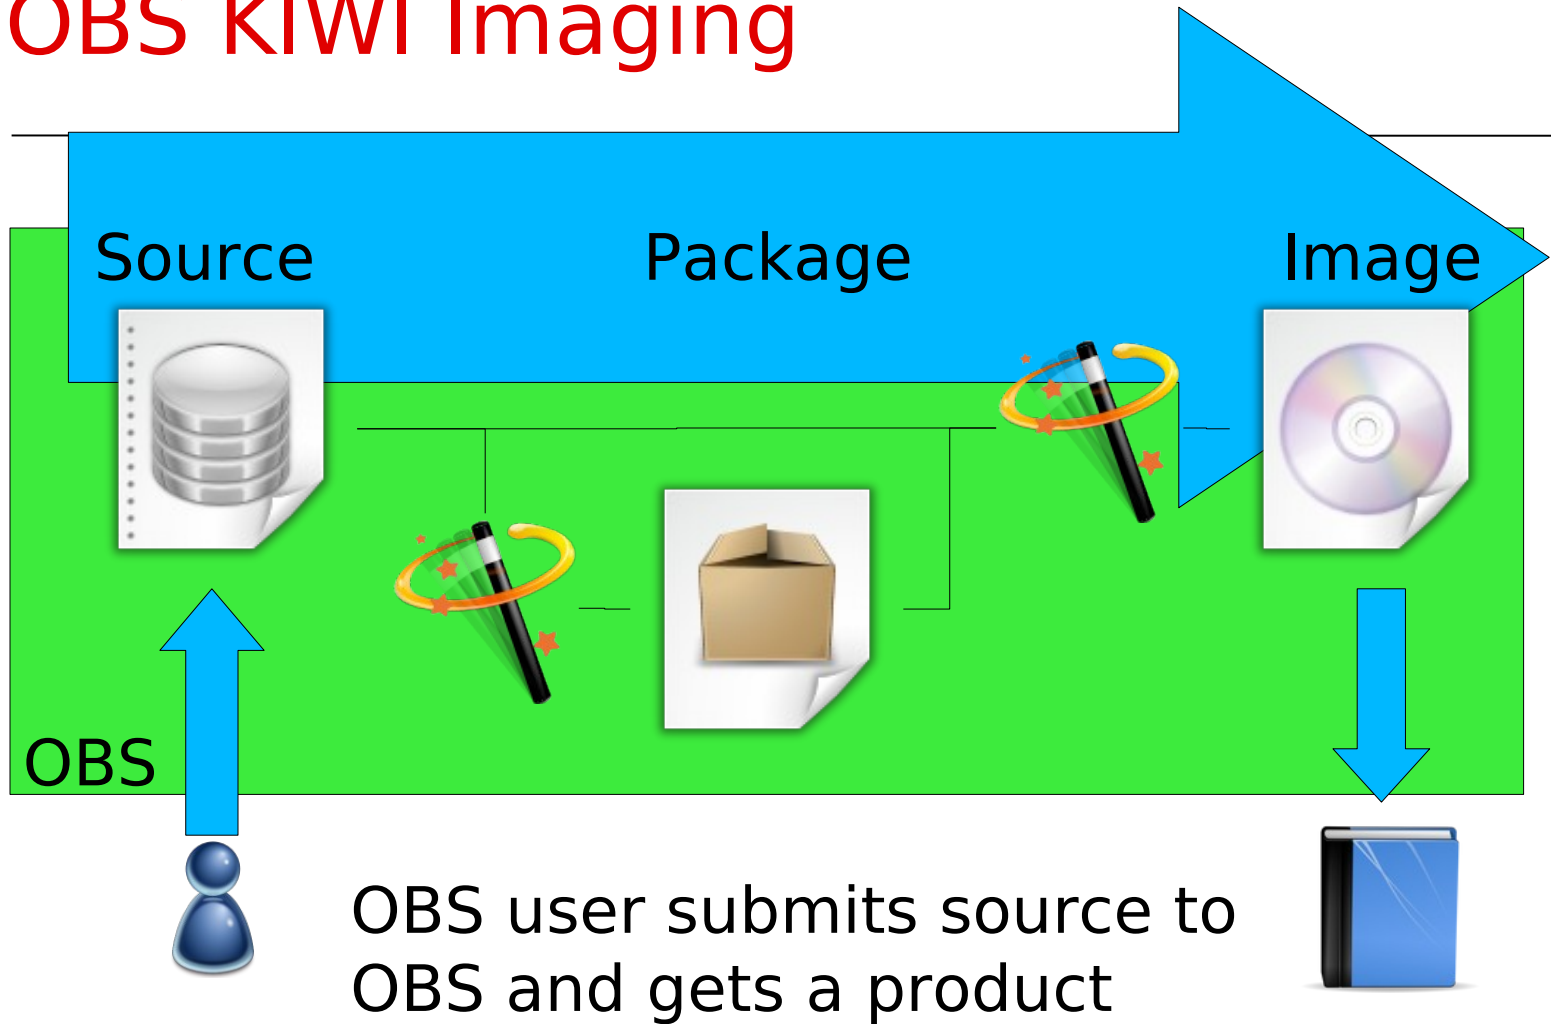 OBS KIWI Imaging
Source Package Image
OBS
OBS user submits source to
OBS and gets a product